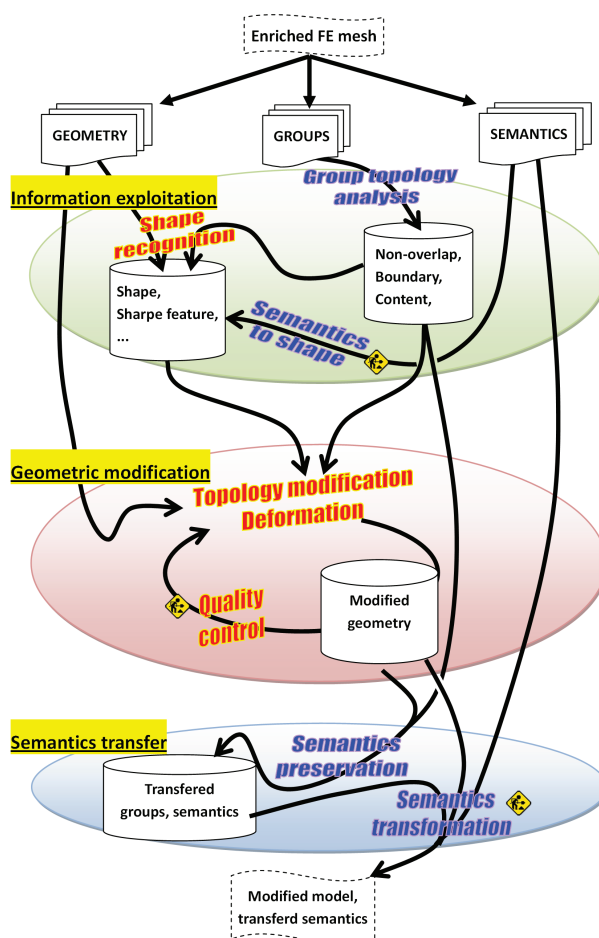 Enriched FE mesh
GEOMETRY
GROUPS
SEMANTICS
Group topology
analysis
Information exploitation
Shape
recognition
Non-overlap,
Boundary,
Content,
Shape,
Sharpe feature,
...
Semantics
to shape
Geometric modification
Topology modification
Deformation
Quality
control
Modified
geometry
Semantics transfer
Semantics
preservation
Transfered
groups, semantics
Semantics
transformation
Modified model,
transferd semantics